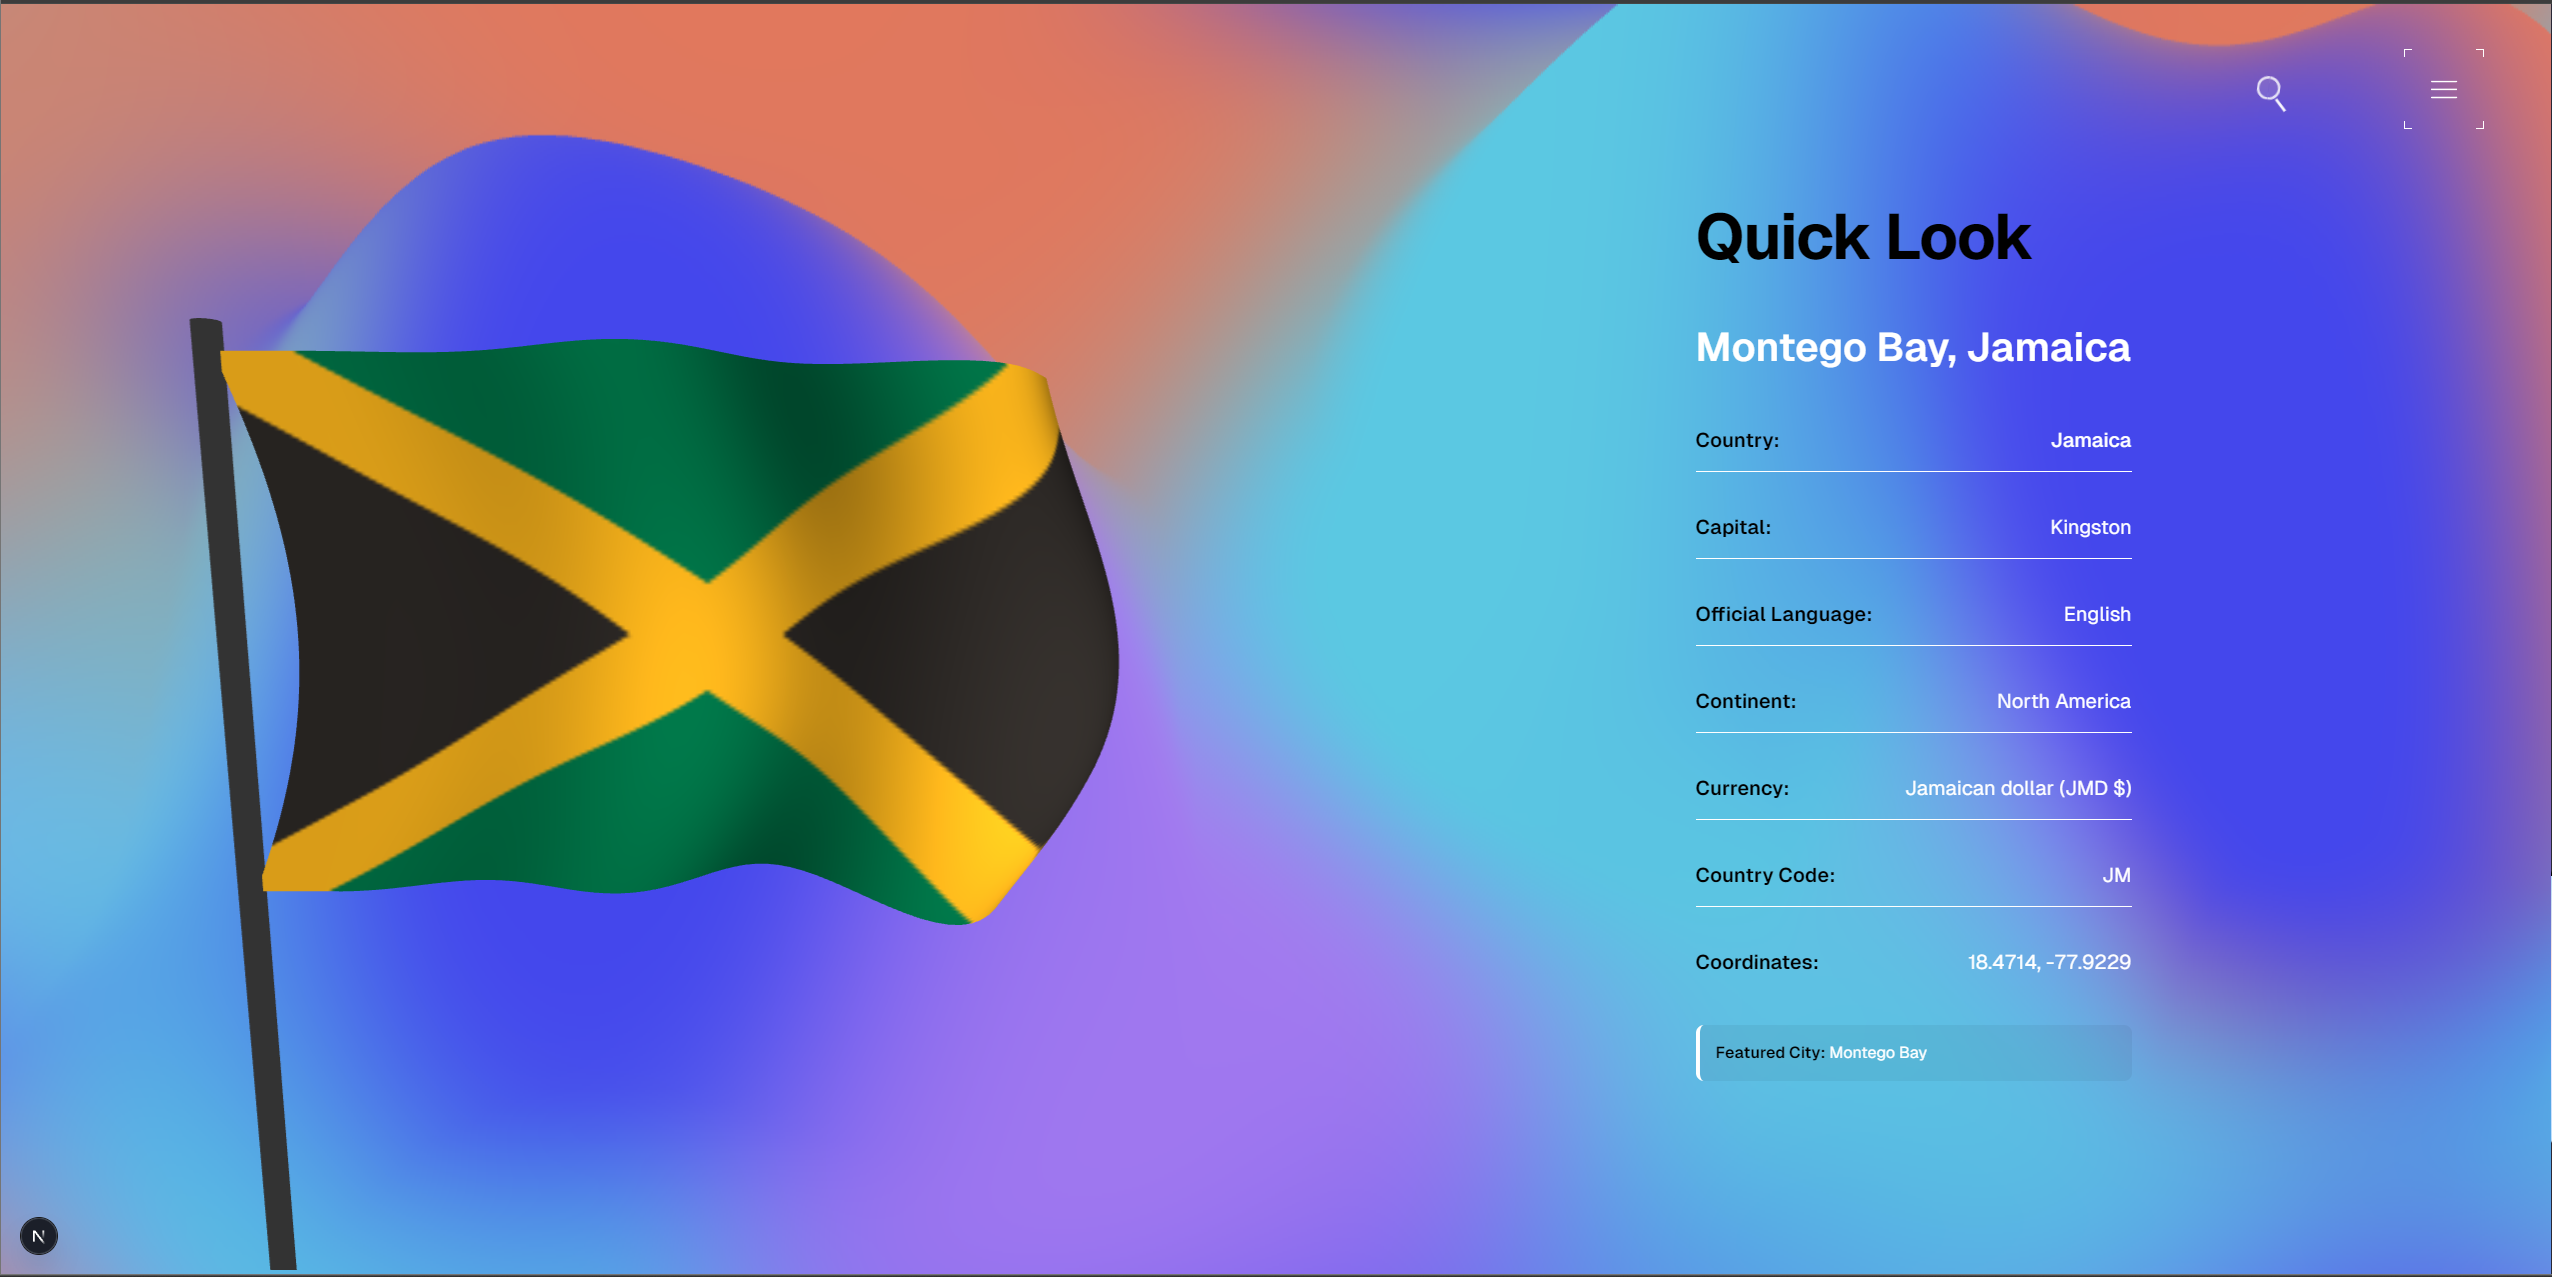 Quick Look
Montego Bay, Jamaica
Country: Jamaica
Capital: Kingston
Official Language: English
Continent: North America
Currency: Jamaican dollar (JMD $)
Country Code: JM
Coordinates: 18.4714, -77.9229
Featured City: Montego Bay
N